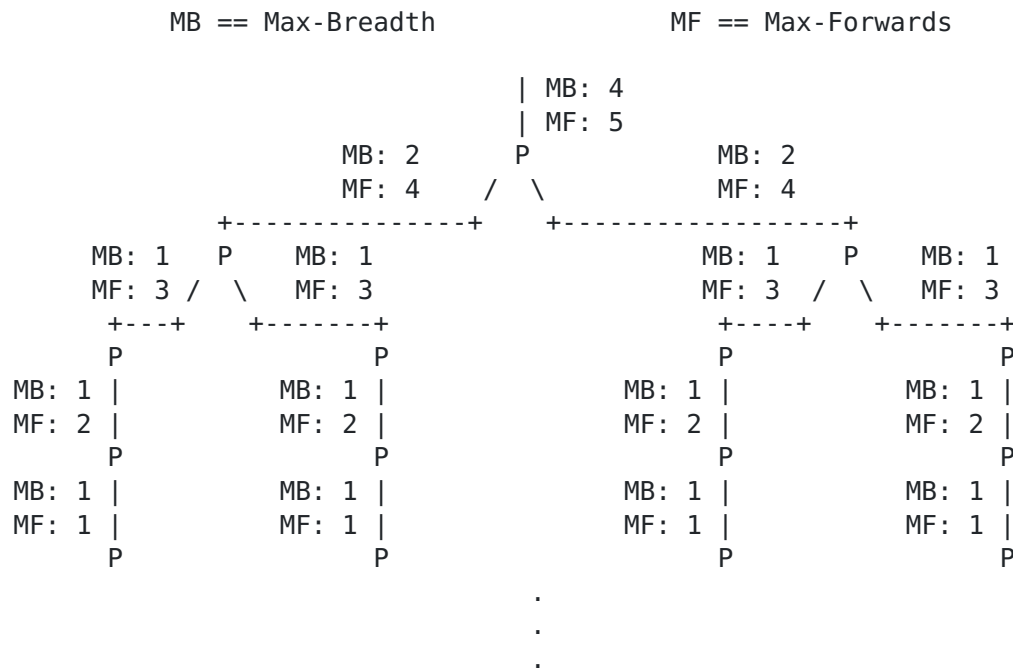 MB == Max-Breadth               MF == Max-Forwards
                                | MB: 4
                                | MF: 5
                     MB: 2      P            MB: 2
                     MF: 4    /  \           MF: 4
             +---------------+    +------------------+
     MB: 1   P    MB: 1                     MB: 1    P    MB: 1
     MF: 3 /  \   MF: 3                     MF: 3  /  \   MF: 3
      +---+    +-------+                     +----+    +-------+
      P                P                     P                 P
MB: 1 |          MB: 1 |               MB: 1 |           MB: 1 |
MF: 2 |          MF: 2 |               MF: 2 |           MF: 2 |
      P                P                     P                 P
MB: 1 |          MB: 1 |               MB: 1 |           MB: 1 |
MF: 1 |          MF: 1 |               MF: 1 |           MF: 1 |
      P                P                     P                 P
                                 .
                                 .
                                 .